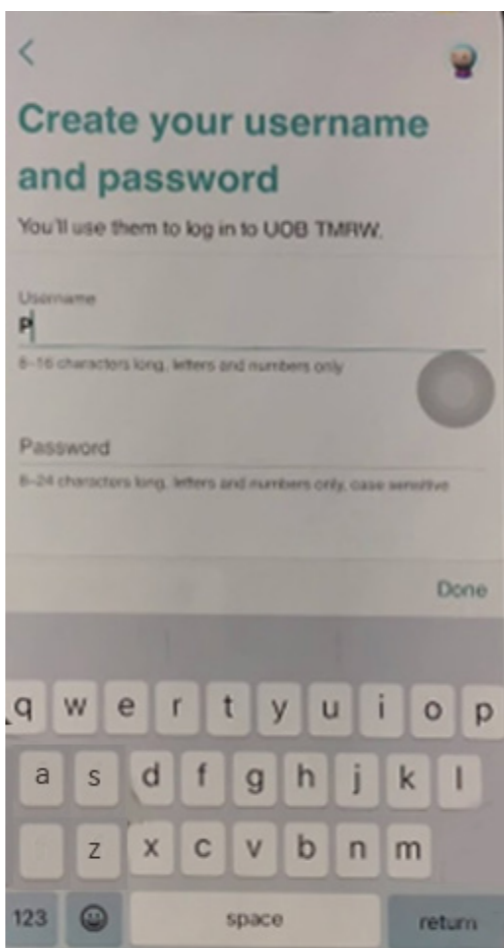 Create your username
and password
You'll use them to log in to UOB TMRW.
Username
P
6-16 characters long, letters and numbers only
Password
8-24 characters long, letters and numbers only, case sensitive
Done
q w e r t y u i o p
a s d f g h j k l
z x c v b n m
123 space return